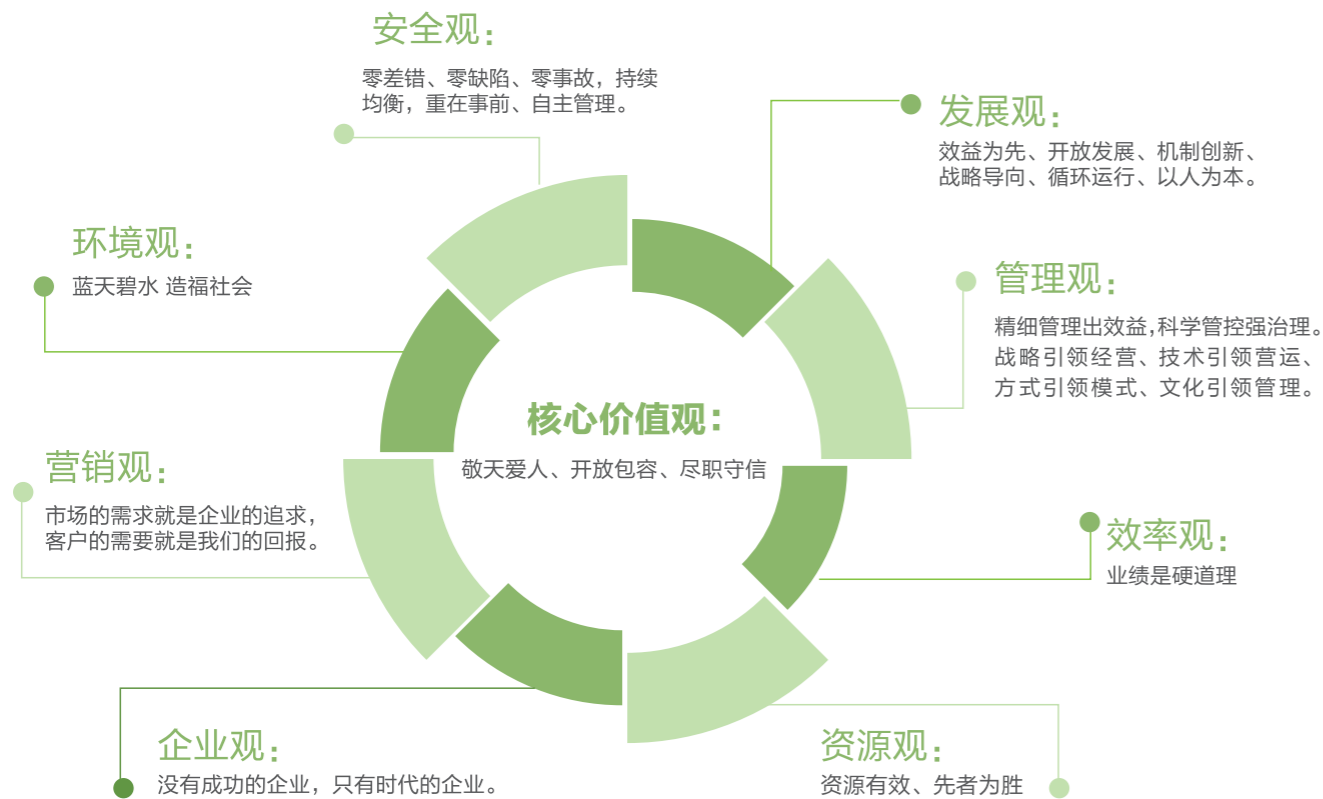 安全观：
零差错、零缺陷、零事故，持续
均衡，重在事前、自主管理。
发展观：
效益为先、开放发展、机制创新、
战略导向、循环运行、以人为本。
环境观：
蓝天碧水 造福社会
管理观：
精细管理出效益,科学管控强治理。
战略引领经营、技术引领营运、
方式引领模式、文化引领管理。
核心价值观：
敬天爱人、开放包容、尽职守信
营销观：
市场的需求就是企业的追求，
客户的需要就是我们的回报。
效率观：
业绩是硬道理
企业观：
没有成功的企业，只有时代的企业。
资源观：
资源有效、先者为胜